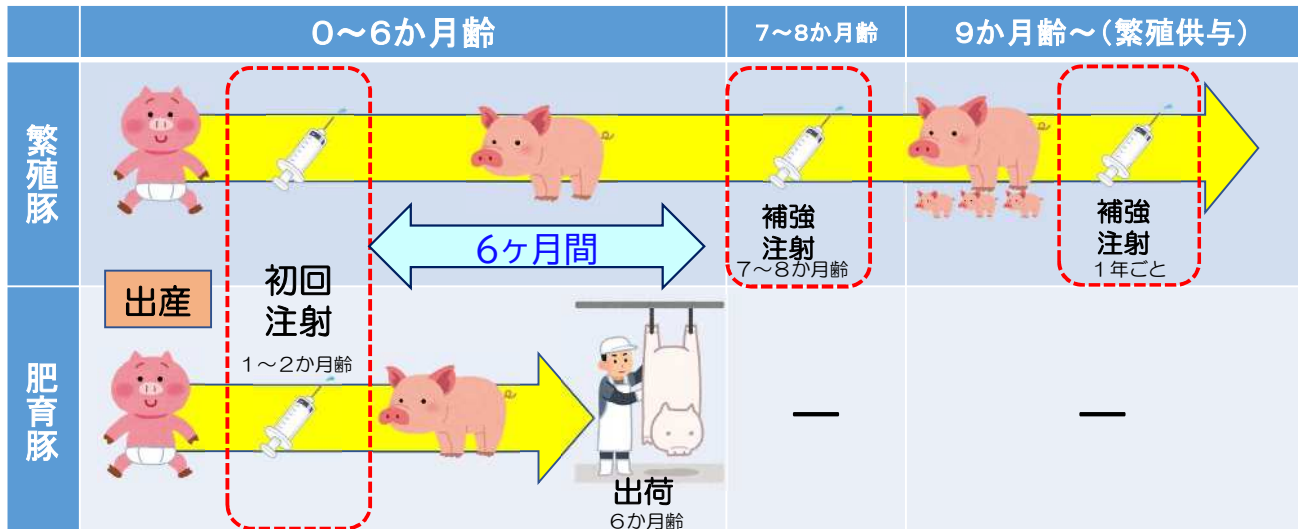 0～6か月齢
7～8か月齢
9か月齢～(繁殖供与)
繁殖豚
6ヶ月間
補強
注射
7～8か月齢
補強
注射
1年ごと
出産
初回
注射
1～2か月齢
肥育豚
出荷
6か月齢
―
―